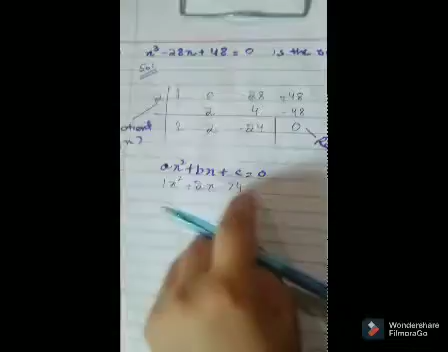 x³ - 28x + 48 = 0 is the
Sol:
2 1 0 -28 +48
2 4 -48
1 2 -24 0
x?
ax² + bx + c = 0
1x² + 2x 24
Wondershare
FilmoraGo